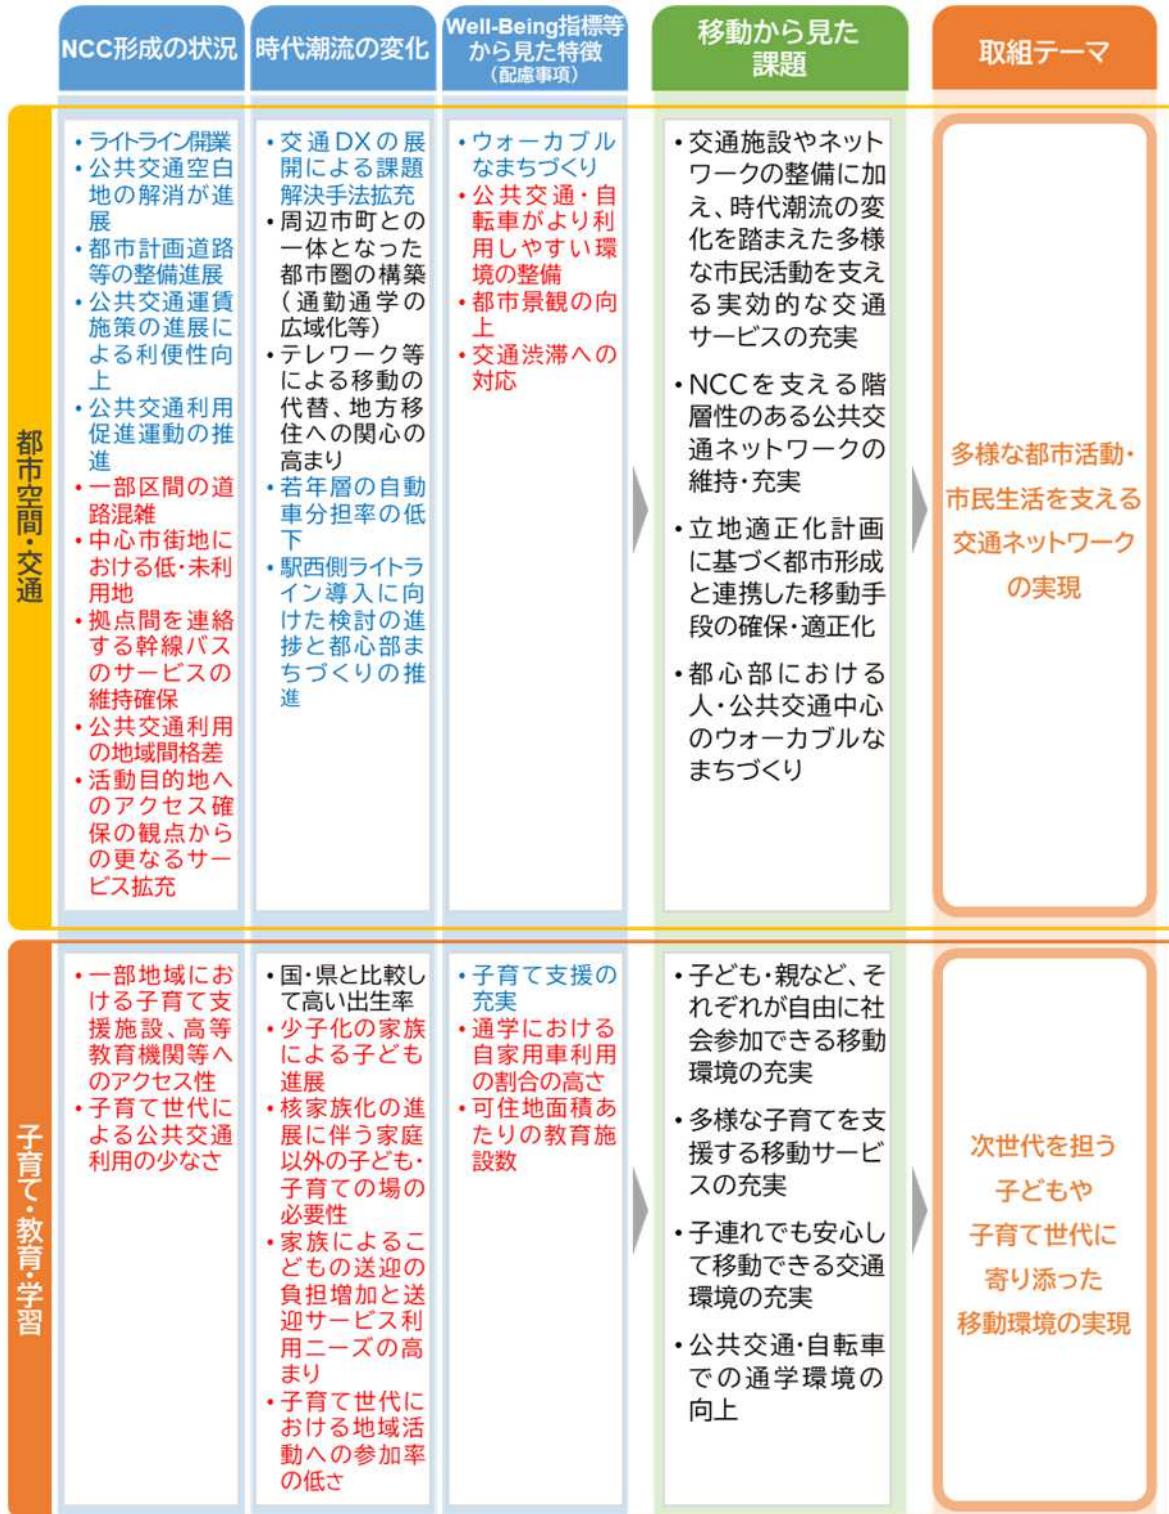 NCC形成の状況
時代潮流の変化
Well-Being指標等
から見た特徴
（配慮事項）
移動から見た
課題
取組テーマ
都市空間・交通
・ライトライン開業
・公共交通空白
地の解消が進
展
・都市計画道路
等の整備進展
・公共交通運賃
施策の進展に
よる利便性向
上
・公共交通利用
促進運動の推
進
・一部区間の道
路混雑
・中心市街地に
おける低・未利
用地
・拠点間を連絡
する幹線バス
のサービスの
維持確保
・公共交通利用
の地域間格差
・活動目的地へ
のアクセス確
保の観点から
の更なるサー
ビス拡充
・交通DXの展
開による課題
解決手法拡充
・周辺市町との
一体となった
都市圏の構築
（通勤通学の
広域化等）
・テレワーク等
による移動の
代替、地方移
住への関心の
高まり
・若年層の自動
車分担率の低
下
・駅西側ライトラ
イン導入に向
けた検討の進
捗と都心部ま
ちづくりの推
進
・ウォーカブル
なまちづくり
・公共交通・自
転車がより利
用しやすい環
境の整備
・都市景観の向
上
・交通渋滞への
対応
・交通施設やネット
ワークの整備に加
え、時代潮流の変
化を踏まえた多様
な市民活動を支え
る実効的な交通
サービスの充実
・NCCを支える階
層性のある公共交
通ネットワークの
維持・充実
・立地適正化計画
に基づく都市形成
と連携した移動手
段の確保・適正化
・都心部における
人・公共交通中心
のウォーカブルな
まちづくり
多様な都市活動・
市民生活を支える
交通ネットワーク
の実現
子育て・教育・学習
・一部地域にお
ける子育て支
援施設、高等
教育機関等へ
のアクセス性
・子育て世代に
よる公共交通
利用の少なさ
・国・県と比較し
て高い出生率
・少子化の家族
による子ども
進展
・核家族化の進
展に伴う家庭
以外の子ども・
子育ての場の
必要性
・家族によるこ
どもの送迎の
負担増加と送
迎サービス利
用ニーズの高
まり
・子育て世代に
おける地域活
動への参加率
の低さ
・子育て支援の
充実
・通学における
自家用車利用
の割合の高さ
・可住地面積あ
たりの教育施
設数
・子ども・親など、そ
れぞれが自由に社
会参加できる移動
環境の充実
・多様な子育てを支
援する移動サービ
スの充実
・子連れでも安心し
て移動できる交通
環境の充実
・公共交通・自転車
での通学環境の
向上
次世代を担う
子どもや
子育て世代に
寄り添った
移動環境の実現